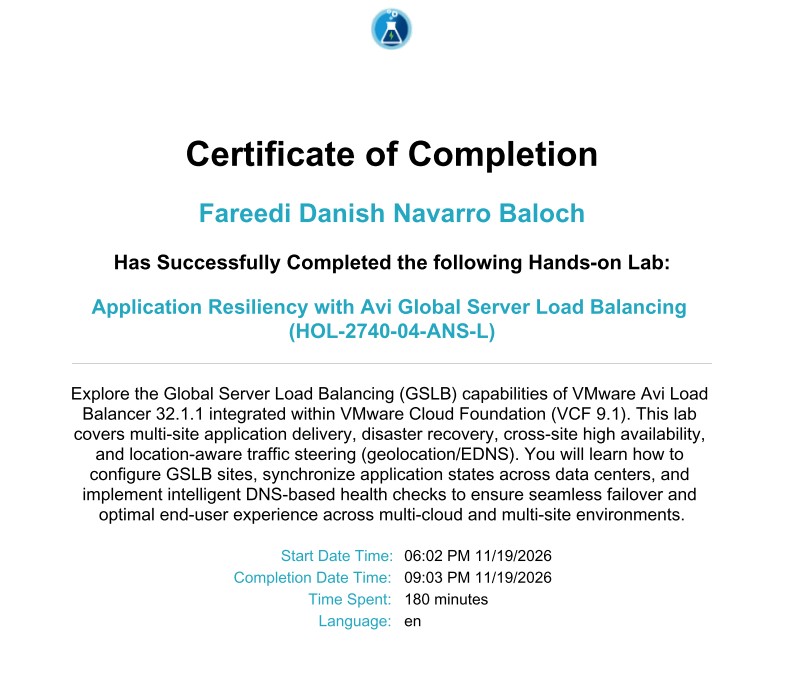 Certificate of Completion
Fareedi Danish Navarro Baloch
Has Successfully Completed the following Hands-on Lab:
Application Resiliency with Avi Global Server Load Balancing
(HOL-2740-04-ANS-L)
Explore the Global Server Load Balancing (GSLB) capabilities of VMware Avi Load
Balancer 32.1.1 integrated within VMware Cloud Foundation (VCF 9.1). This lab
covers multi-site application delivery, disaster recovery, cross-site high availability,
and location-aware traffic steering (geolocation/EDNS). You will learn how to
configure GSLB sites, synchronize application states across data centers, and
implement intelligent DNS-based health checks to ensure seamless failover and
optimal end-user experience across multi-cloud and multi-site environments.
Start Date Time: 06:02 PM 11/19/2026
Completion Date Time: 09:03 PM 11/19/2026
Time Spent: 180 minutes
Language: en